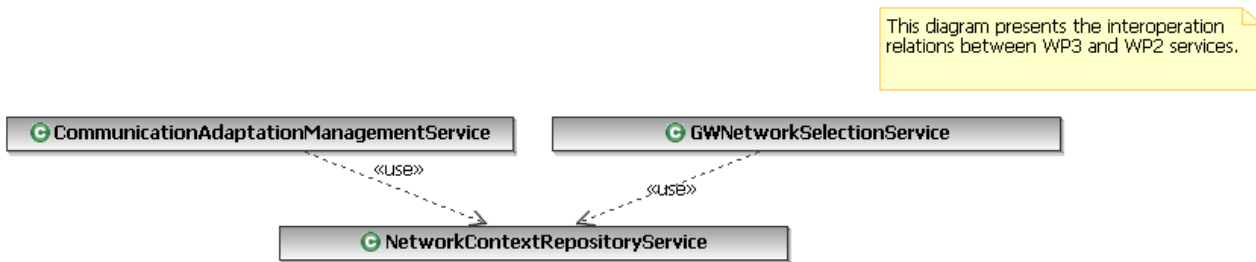 This diagram presents the interoperation
relations between WP3 and WP2 services.
C CommunicationAdaptationManagementService
C GWNetworkSelectionService
«use»
«use»
C NetworkContextRepositoryService